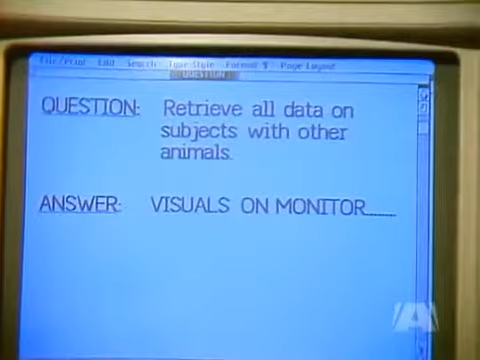 File/Print Edit Search Type Style Format ¶ Page Layout
QUESTION
QUESTION: Retrieve all data on
subjects with other
animals.
ANSWER: VISUALS ON MONITOR......
A